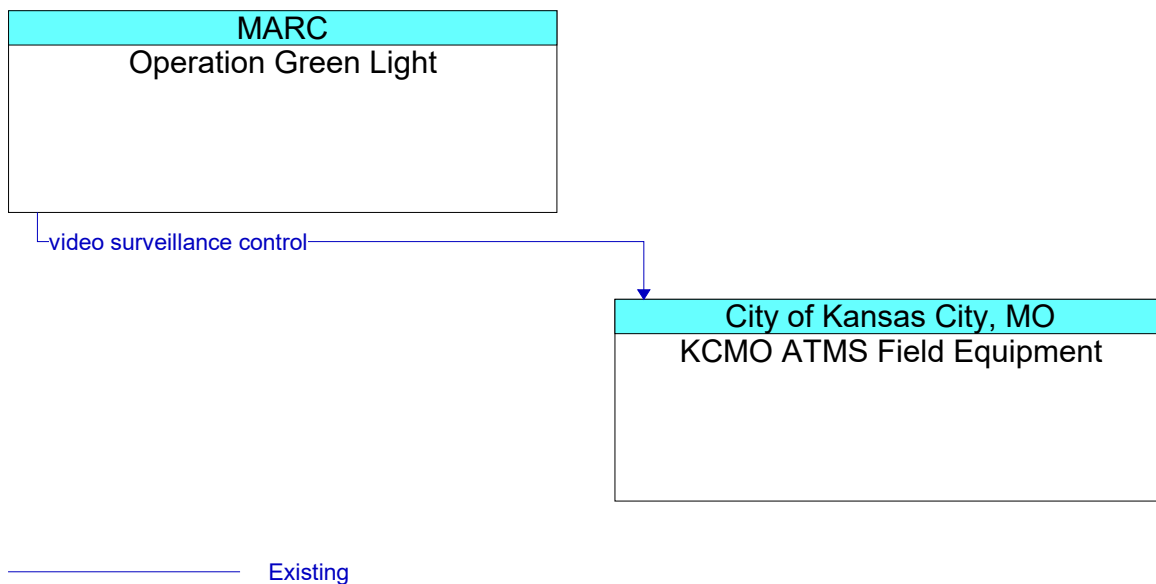 MARC
Operation Green Light
video surveillance control
City of Kansas City, MO
KCMO ATMS Field Equipment
Existing